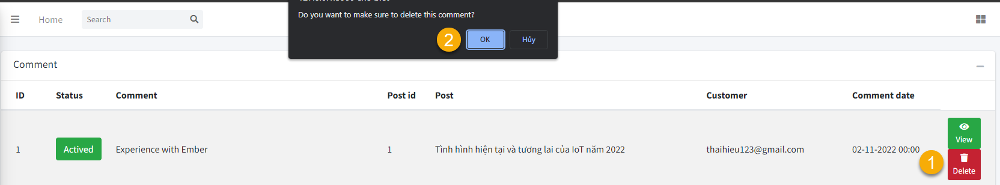 Do you want to make sure to delete this comment?
Home
Search
2
OK
Hủy
Comment
ID Status Comment Post id Post Customer Comment date
1 Actived Experience with Ember 1 Tình hình hiện tại và tương lai của IoT năm 2022 thaihieu123@gmail.com 02-11-2022 00:00
View
1
Delete